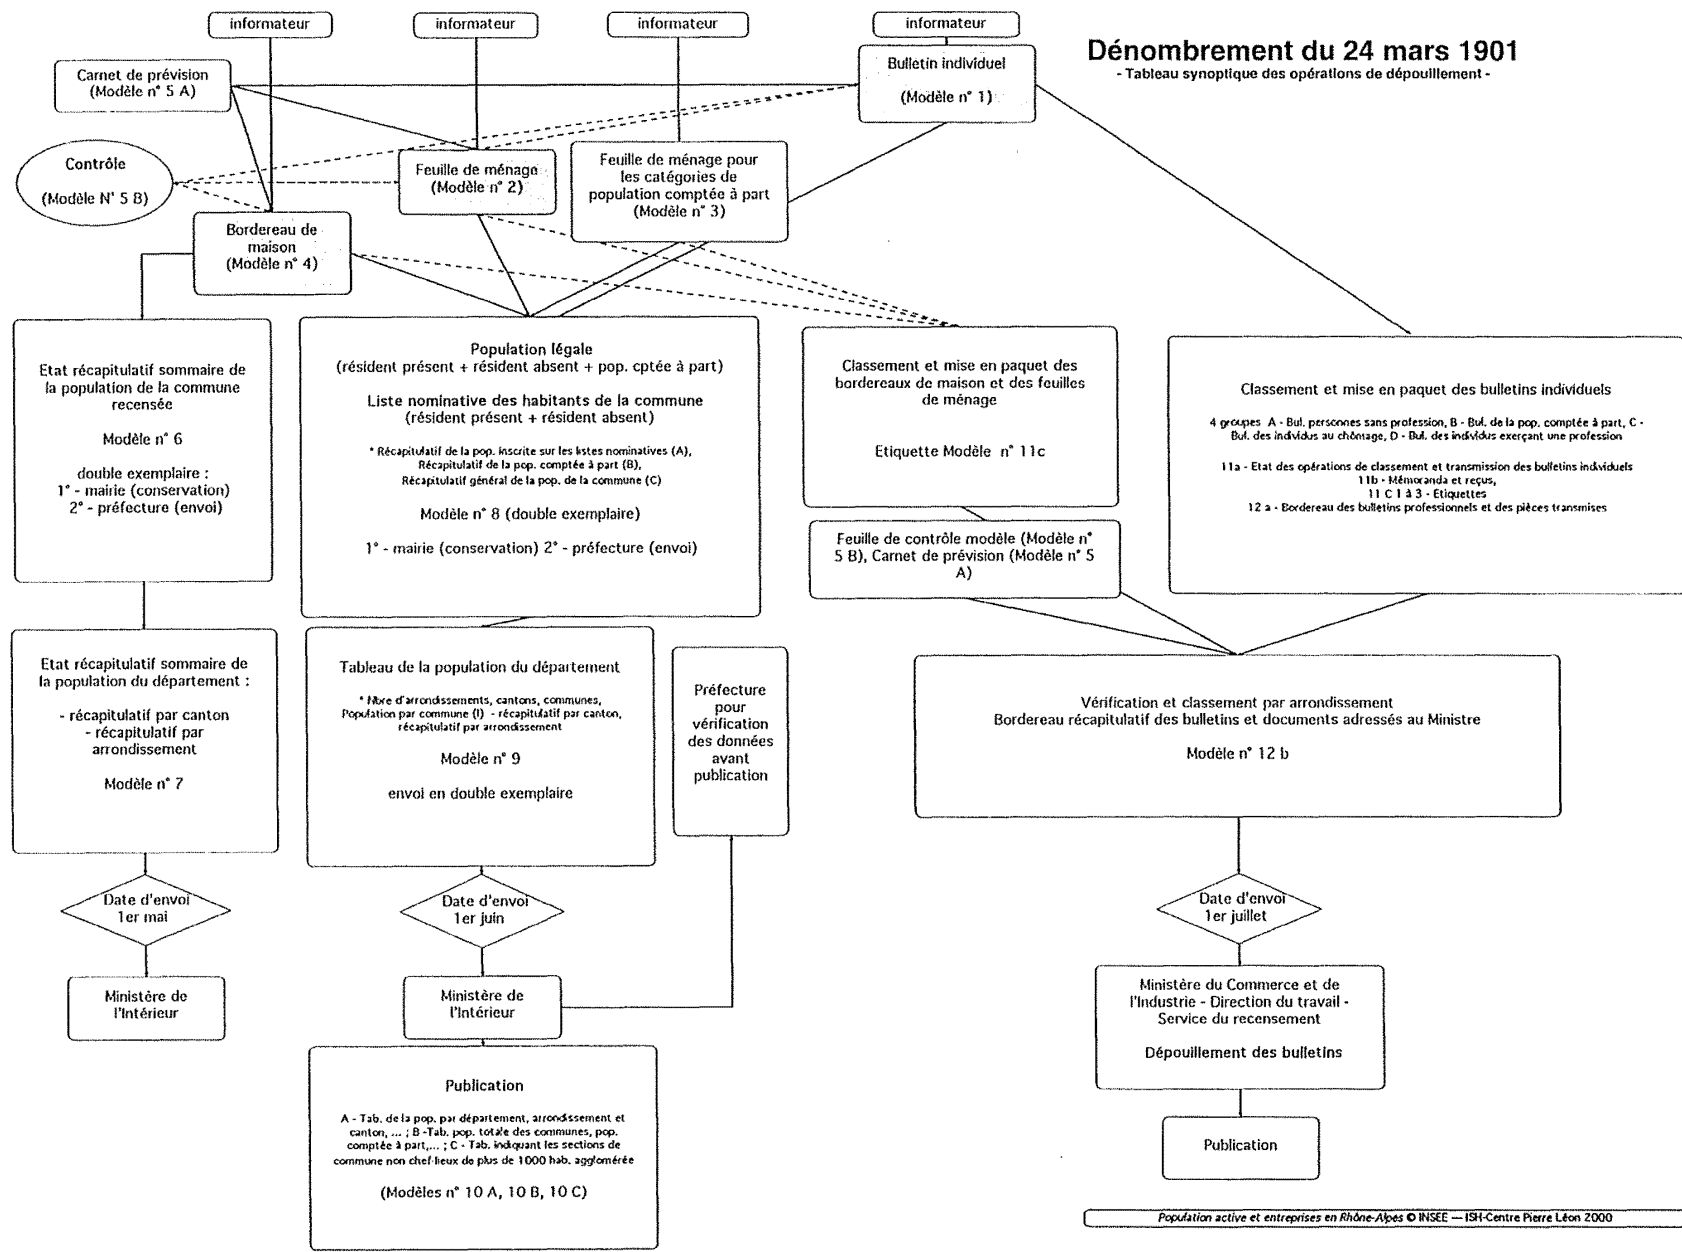 informateur
informateur
informateur
informateur
Dénombrement du 24 mars 1901
- Tableau synoptique des opérations de dépouillement -
Carnet de prévision
(Modèle n° 5 A)
Bulletin individuel
(Modèle n° 1)
Contrôle
(Modèle N° 5 B)
Feuille de ménage
(Modèle n° 2)
Feuille de ménage pour
les catégories de
population comptée à part
(Modèle n° 3)
Bordereau de
maison
(Modèle n° 4)
Etat récapitulatif sommaire de
la population de la commune
recensée
Modèle n° 6
double exemplaire :
1° - mairie (conservation)
2° - préfecture (envoi)
Population légale
(résident présent + résident absent + pop. cptée à part)
Liste nominative des habitants de la commune
(résident présent + résident absent)
* Récapitulatif de la pop. inscrite sur les listes nominatives (A),
Récapitulatif de la pop. comptée à part (B),
Récapitulatif général de la pop. de la commune (C)
Modèle n° 8 (double exemplaire)
1° - mairie (conservation) 2° - préfecture (envoi)
Classement et mise en paquet des
bordereaux de maison et des feuilles
de ménage
Etiquette Modèle n° 11c
Feuille de contrôle modèle (Modèle n°
5 B), Carnet de prévision (Modèle n° 5
A)
Classement et mise en paquet des bulletins individuels
4 groupes A - Bul. personnes sans profession, B - Bul. de la pop. comptée à part, C -
Bul. des individus au chômage, D - Bul. des individus exerçant une profession
11a - Etat des opérations de classement et transmission des bulletins individuels
11b - Mémoranda et reçus,
11 C 1 à 3 - Etiquettes
12 a - Bordereau des bulletins professionnels et des pièces transmises
Etat récapitulatif sommaire de
la population du département :
- récapitulatif par canton
- récapitulatif par
arrondissement
Modèle n° 7
Tableau de la population du département
* Nbre d'arrondissements, cantons, communes,
Population par commune (I) - récapitulatif par canton,
récapitulatif par arrondissement
Modèle n° 9
envoi en double exemplaire
Préfecture
pour
vérification
des données
avant
publication
Vérification et classement par arrondissement
Bordereau récapitulatif des bulletins et documents adressés au Ministre
Modèle n° 12 b
Date d'envoi
1er mai
Date d'envoi
1er juin
Date d'envoi
1er juillet
Ministère de
l'Intérieur
Ministère de
l'Intérieur
Ministère du Commerce et de
l'Industrie - Direction du travail -
Service du recensement
Dépouillement des bulletins
Publication
A - Tab. de la pop. par département, arrondissement et
canton, ... ; B -Tab. pop. totale des communes, pop.
comptée à part,... ; C - Tab. indiquant les sections de
commune non chef-lieux de plus de 1000 hab. agglomérée
(Modèles n° 10 A, 10 B, 10 C)
Publication
Population active et entreprises en Rhône-Alpes © INSEE — ISH-Centre Pierre Léon 2000